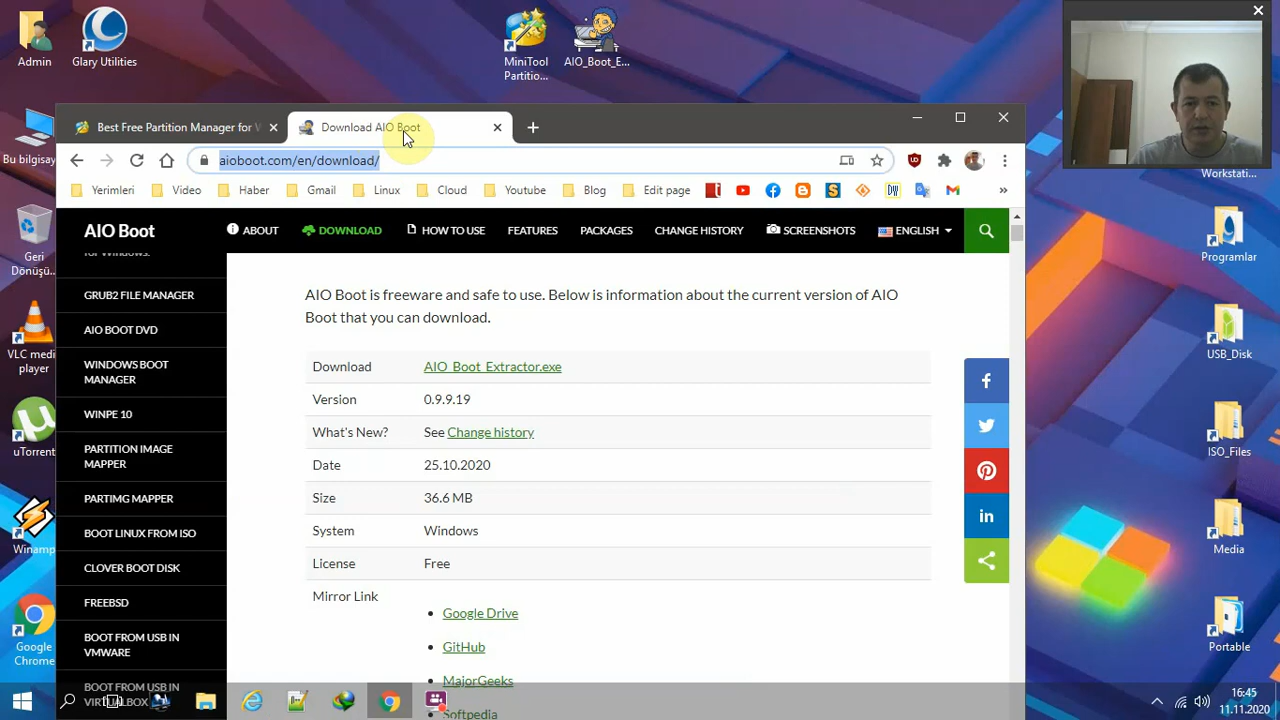 Admin
Glary Utilities
MiniTool
Partitio...
AIO_Boot_E...
Best Free Partition Manager for W
Download AIO Boot
aioboot.com/en/download/
Yerimleri
Video
Haber
Gmail
Linux
Cloud
Youtube
Blog
Edit page
DW
»
AIO Boot
ABOUT
DOWNLOAD
HOW TO USE
FEATURES
PACKAGES
CHANGE HISTORY
SCREENSHOTS
ENGLISH
for Windows.
GRUB2 FILE MANAGER
AIO BOOT DVD
WINDOWS BOOT
MANAGER
WINPE 10
PARTITION IMAGE
MAPPER
PARTIMG MAPPER
BOOT LINUX FROM ISO
CLOVER BOOT DISK
FREEBSD
BOOT FROM USB IN
VMWARE
BOOT FROM USB IN
VIRTUALBOX
AIO Boot is freeware and safe to use. Below is information about the current version of AIO
Boot that you can download.
Download AIO_Boot_Extractor.exe
Version 0.9.9.19
What's New? See Change history
Date 25.10.2020
Size 36.6 MB
System Windows
License Free
Mirror Link
Google Drive
GitHub
MajorGeeks
Softpedia
Bu bilgisay
Geri
Dönüşü...
VLC media
player
uTorrent
Winamp
Google
Chrome
Workstati...
Programlar
USB_Disk
ISO_Files
Media
Portable
16:45
11.11.2020